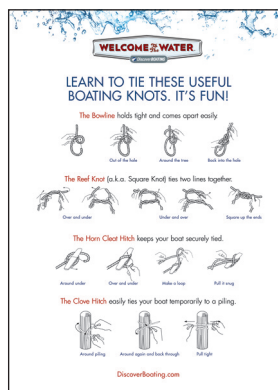 WELCOME TO THE WATER
Discover BOATING
LEARN TO TIE THESE USEFUL
BOATING KNOTS. IT'S FUN!
The Bowline holds tight and comes apart easily.
Out of the hole Around the tree Back into the hole
The Reef Knot (a.k.a. Square Knot) ties two lines together.
Over and under Under and over Square up the ends
The Horn Cleat Hitch keeps your boat securely tied.
Around under Over and under Make a loop Pull it snug
The Clove Hitch easily ties your boat temporarily to a piling.
Around piling Around again and back through Pull tight
DiscoverBoating.com